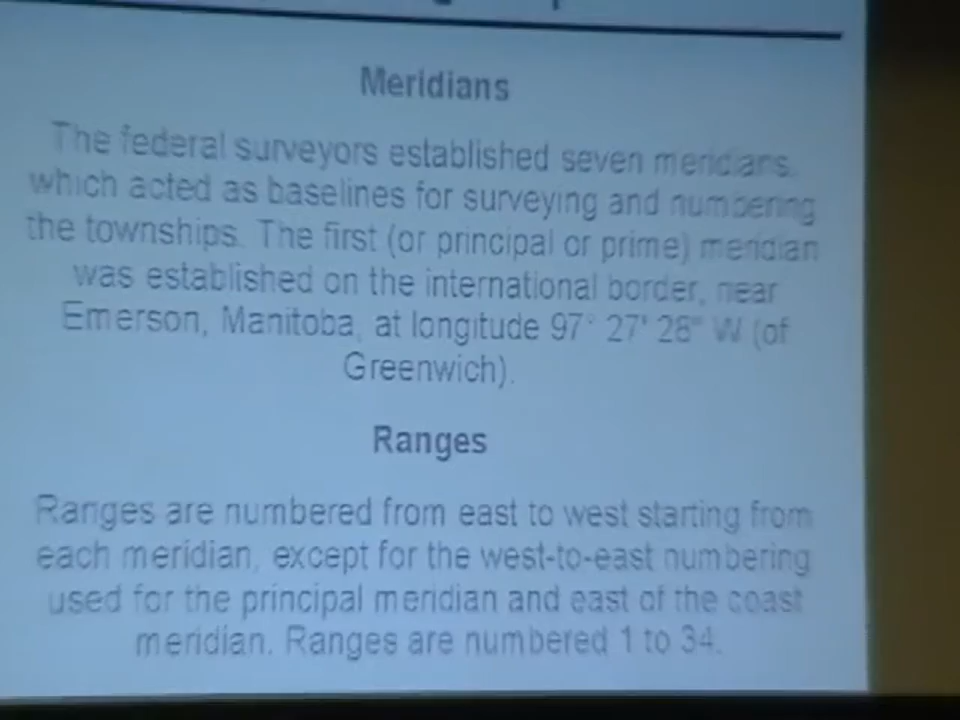 Meridians
The federal surveyors established seven meridians,
which acted as baselines for surveying and numbering
the townships. The first (or principal or prime) meridian
was established on the international border, near
Emerson, Manitoba, at longitude 97° 27' 28" W (of
Greenwich).
Ranges
Ranges are numbered from east to west starting from
each meridian, except for the west-to-east numbering
used for the principal meridian and east of the coast
meridian. Ranges are numbered 1 to 34.